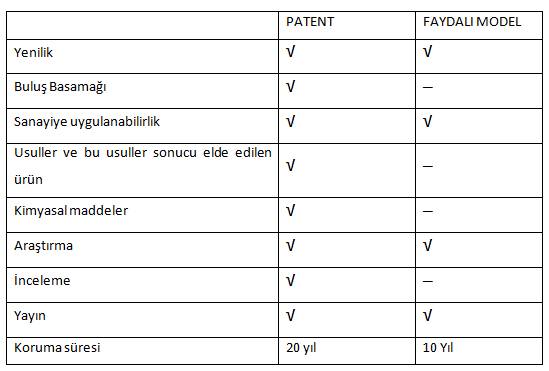 PATENT FAYDALI MODEL
Yenilik √ √
Buluş Basamağı √ –
Sanayiye uygulanabilirlik √ √
Usuller ve bu usuller sonucu elde edilen
ürün √ –
Kimyasal maddeler √ –
Araştırma √ √
İnceleme √ –
Yayın √ √
Koruma süresi 20 yıl 10 Yıl